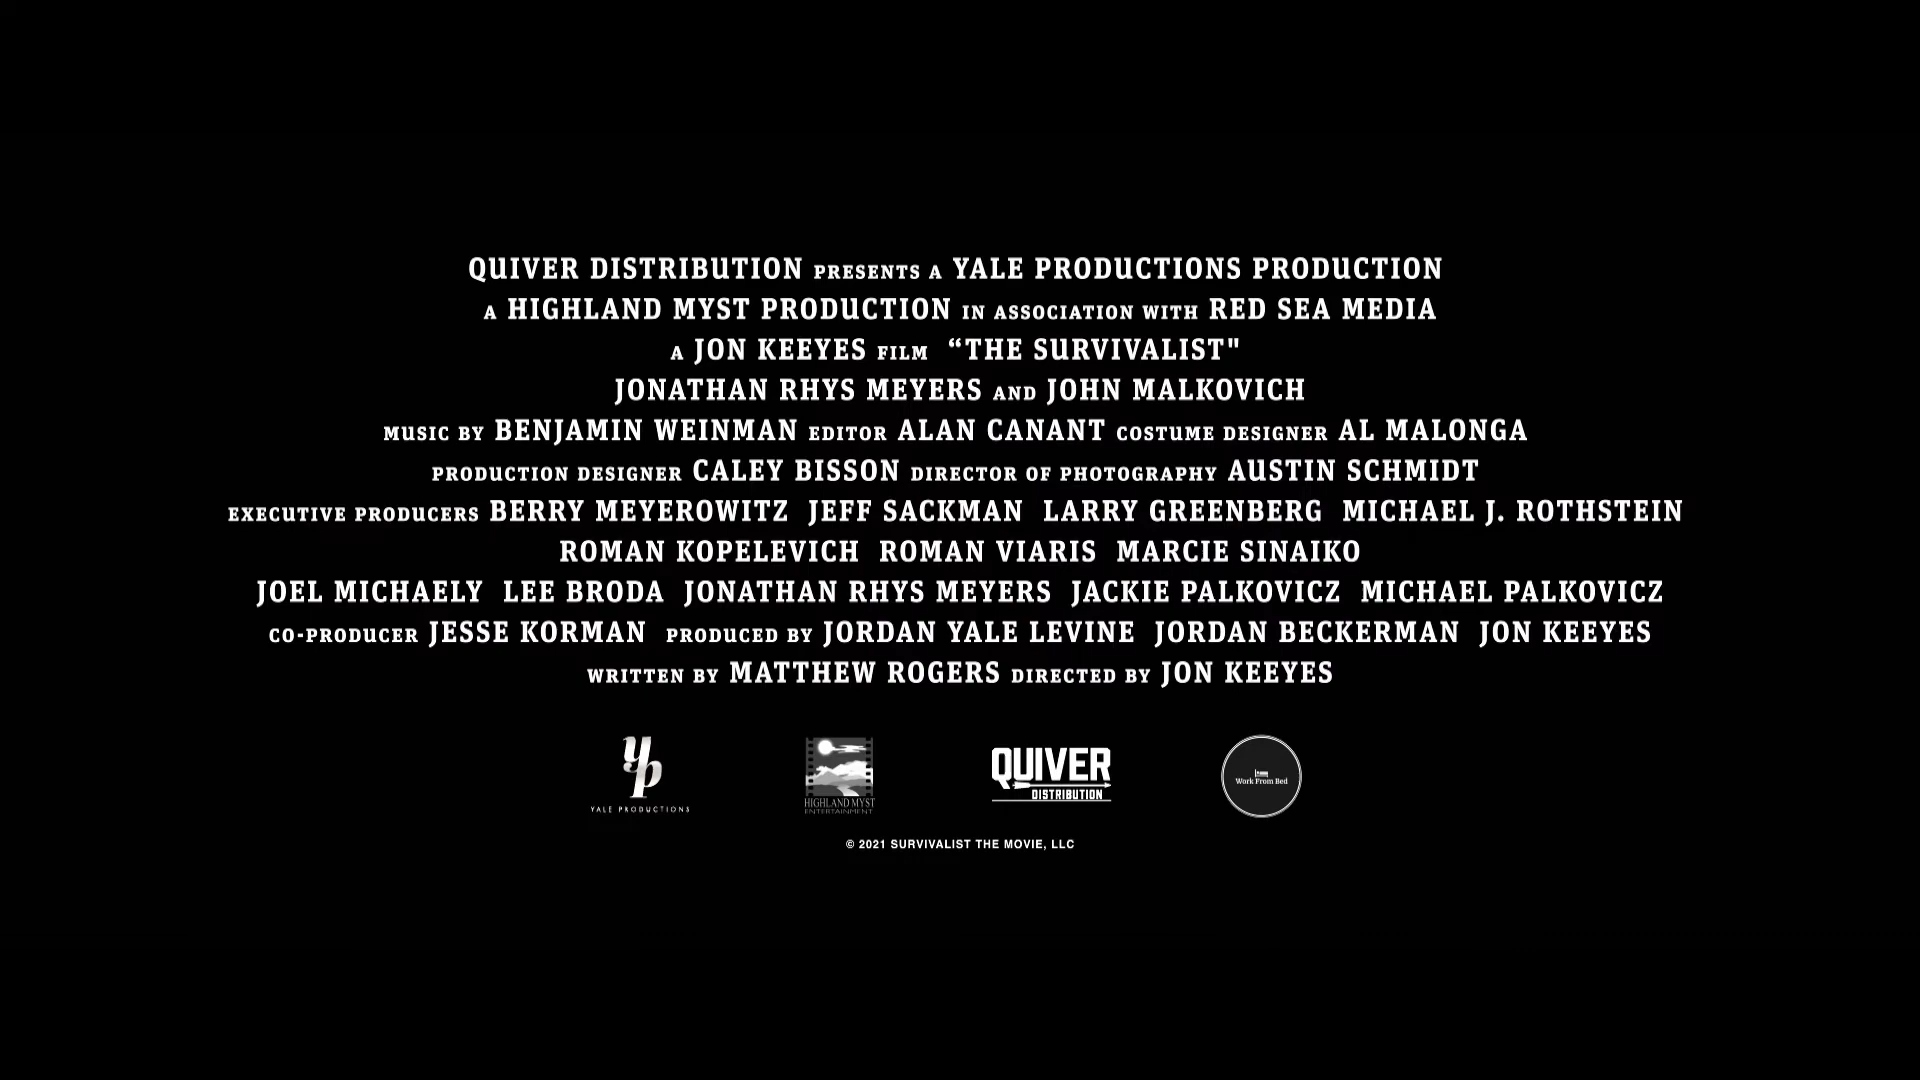 QUIVER DISTRIBUTION PRESENTS A YALE PRODUCTIONS PRODUCTION
A HIGHLAND MYST PRODUCTION IN ASSOCIATION WITH RED SEA MEDIA
A JON KEEYES FILM “THE SURVIVALIST"
JONATHAN RHYS MEYERS AND JOHN MALKOVICH
MUSIC BY BENJAMIN WEINMAN EDITOR ALAN CANANT COSTUME DESIGNER AL MALONGA
PRODUCTION DESIGNER CALEY BISSON DIRECTOR OF PHOTOGRAPHY AUSTIN SCHMIDT
EXECUTIVE PRODUCERS BERRY MEYEROWITZ JEFF SACKMAN LARRY GREENBERG MICHAEL J. ROTHSTEIN
ROMAN KOPELEVICH ROMAN VIARIS MARCIE SINAIKO
JOEL MICHAELY LEE BRODA JONATHAN RHYS MEYERS JACKIE PALKOVICZ MICHAEL PALKOVICZ
CO-PRODUCER JESSE KORMAN PRODUCED BY JORDAN YALE LEVINE JORDAN BECKERMAN JON KEEYES
WRITTEN BY MATTHEW ROGERS DIRECTED BY JON KEEYES
yp
YALE PRODUCTIONS
HIGHLAND MYST
ENTERTAINMENT
QUIVER
DISTRIBUTION
Work From Bed
© 2021 SURVIVALIST THE MOVIE, LLC